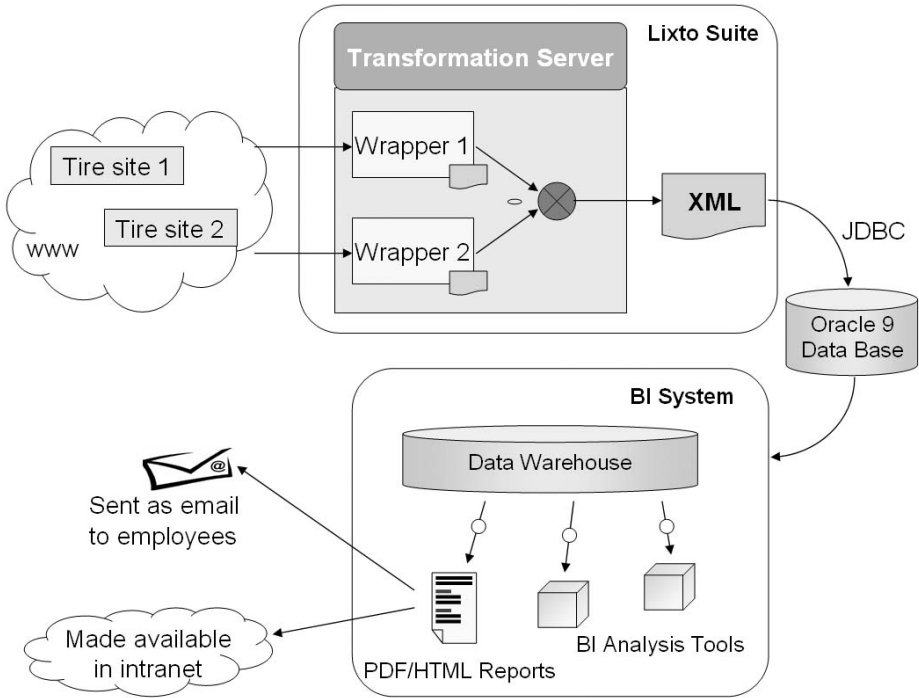 Lixto Suite
Transformation Server
Wrapper 1
Tire site 1
Tire site 2
www
Wrapper 2
XML
JDBC
Oracle 9
Data Base
BI System
Data Warehouse
@
Sent as email
to employees
Made available
in intranet
PDF/HTML Reports
BI Analysis Tools